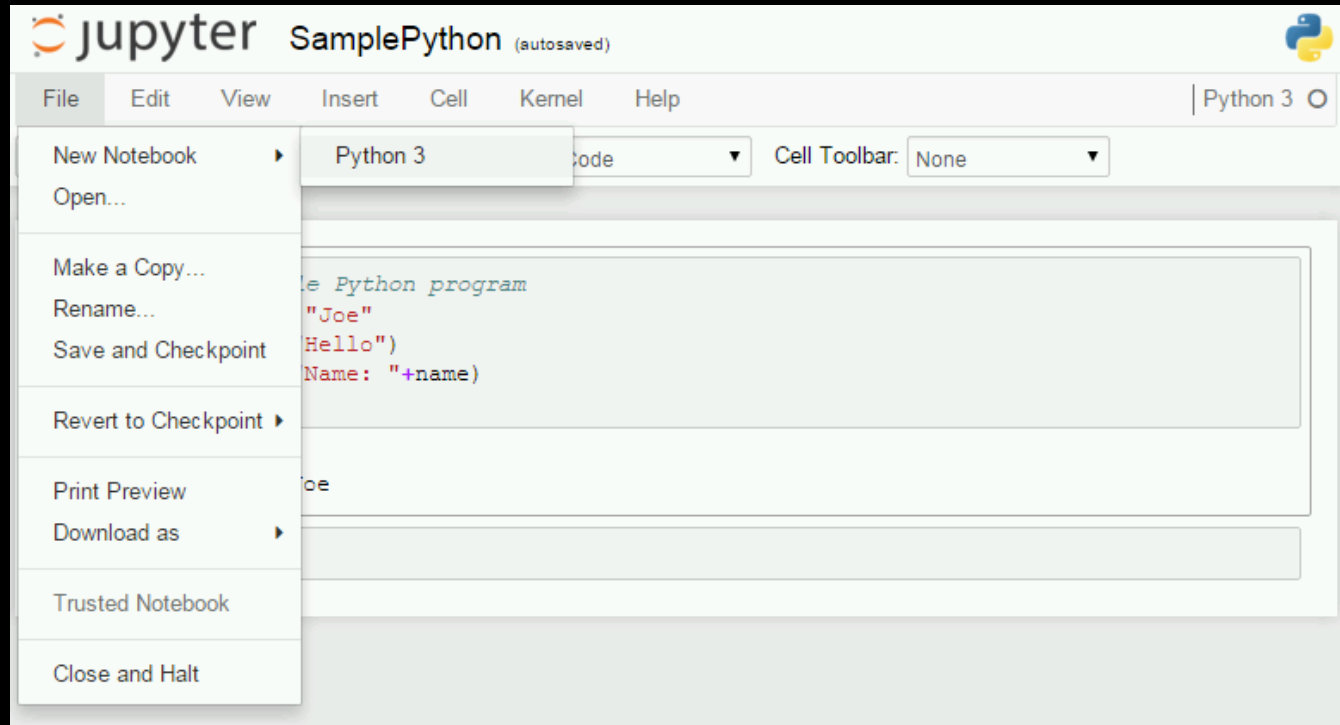 jupyter SamplePython (autosaved)
File Edit View Insert Cell Kernel Help Python 3
New Notebook Python 3 Code Cell Toolbar: None
Open...
Make a Copy...
le Python program
Rename...
"Joe"
Save and Checkpoint
Hello")
Name: "+name)
Revert to Checkpoint
Print Preview
oe
Download as
Trusted Notebook
Close and Halt